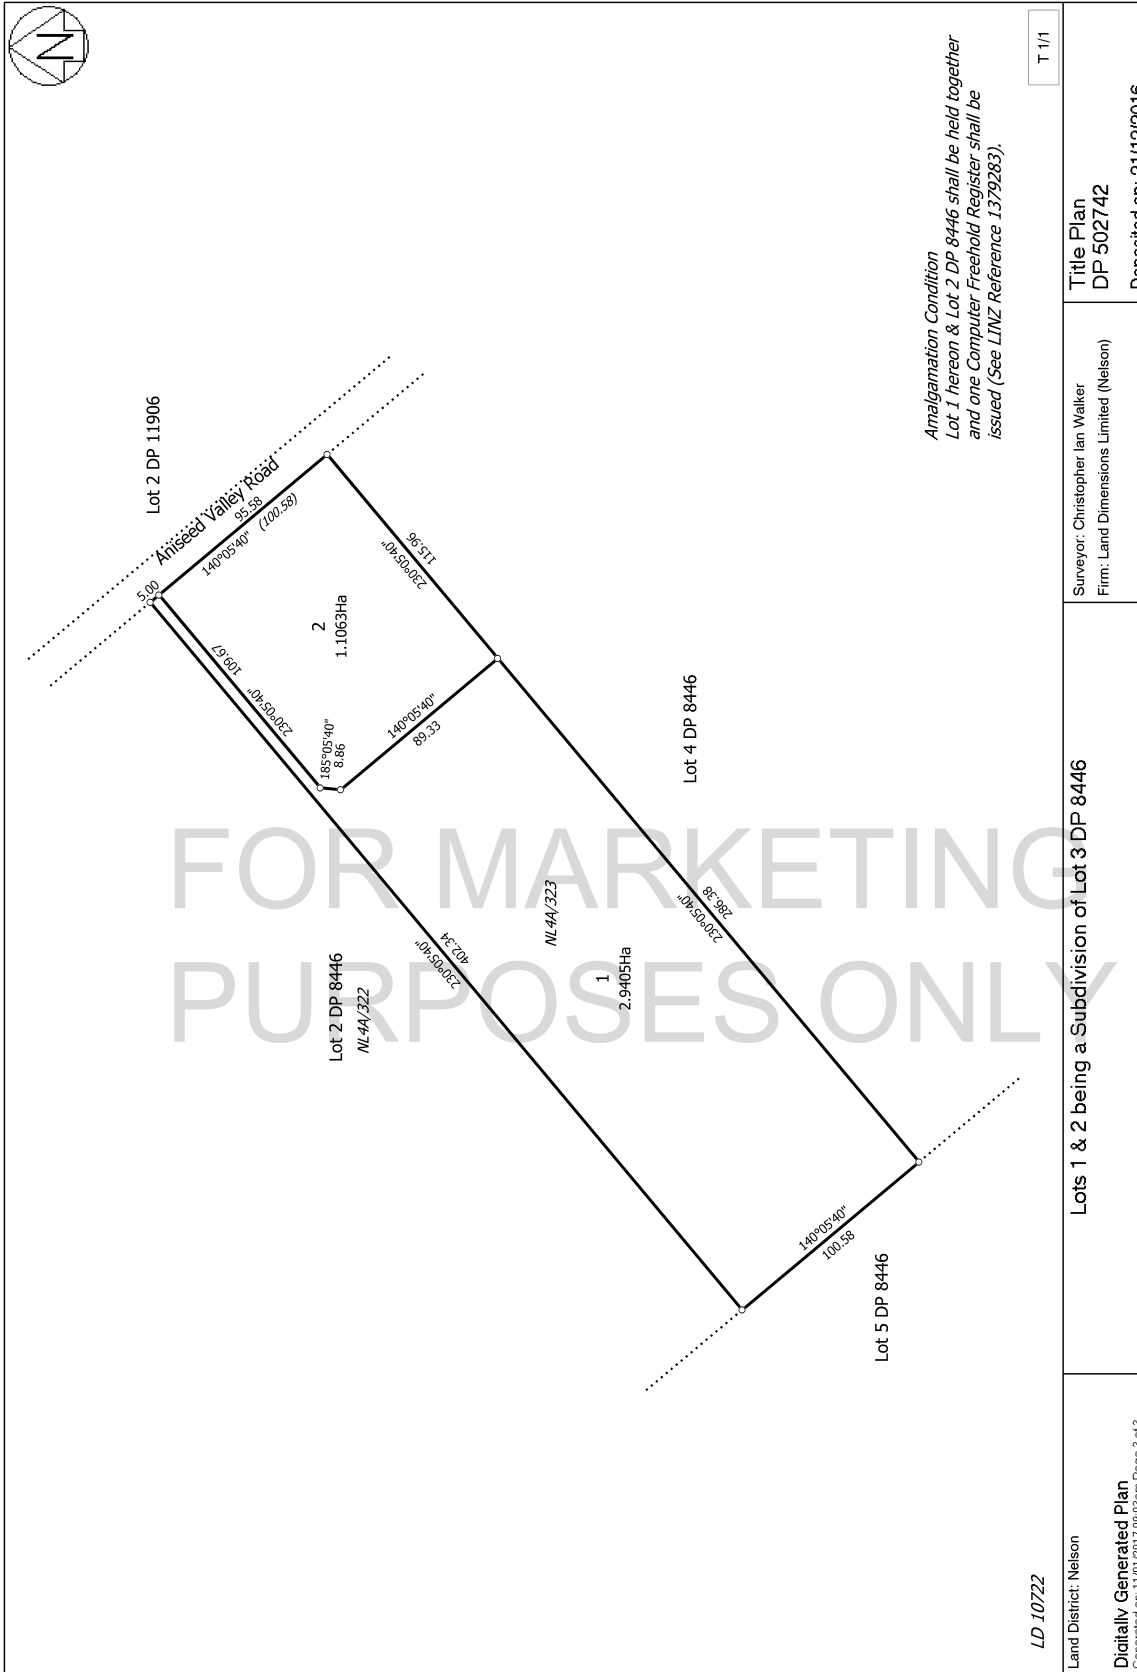 N
Lot 2 DP 11906
Aniseed Valley Road
5.00
95.58
140°05'40"
(100.58)
109.67
230°05'40"
2
1.1063Ha
230°05'40"
115.96
185°05'40"
8.86
140°05'40"
89.33
Lot 4 DP 8446
FOR MARKETING
PURPOSES ONLY
Lot 2 DP 8446
NL4A/322
402.34
230°05'40"
NL4A/323
1
2.9405Ha
230°05'40"
286.38
140°05'40"
100.58
Lot 5 DP 8446
Amalgamation Condition
Lot 1 hereon & Lot 2 DP 8446 shall be held together
and one Computer Freehold Register shall be
issued (See LINZ Reference 1379283).
LD 10722
T 1/1
Land District: Nelson
Digitally Generated Plan
Lots 1 & 2 being a Subdivision of Lot 3 DP 8446
Surveyor: Christopher Ian Walker
Firm: Land Dimensions Limited (Nelson)
Title Plan
DP 502742
Deposited on: 21/12/2016